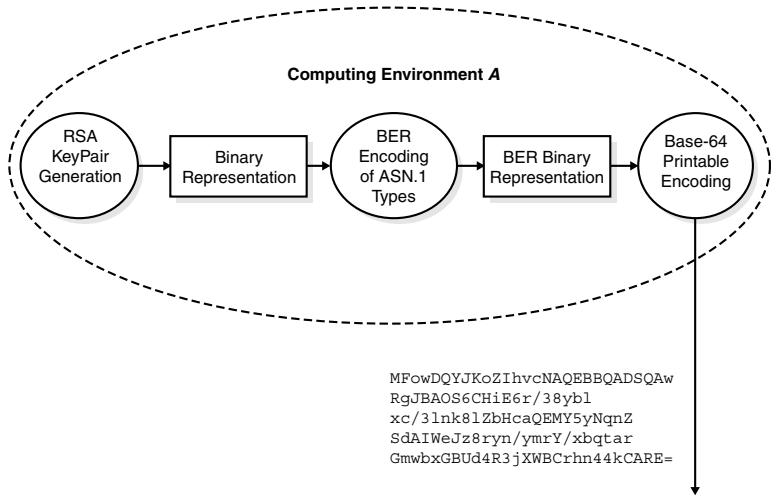 Computing Environment A
RSA
KeyPair
Generation
Binary
Representation
BER
Encoding
of ASN.1
Types
BER Binary
Representation
Base-64
Printable
Encoding
MFowDQYJKoZIhvcNAQEBBQADSQAw
RgJBAOS6CHiE6r/38ybl
xc/3lnk8lZbHcaQEMY5yNqnZ
SdAIWeJz8ryn/ymrY/xbqtar
GmwbxGBUd4R3jXWBCrhn44kCARE=